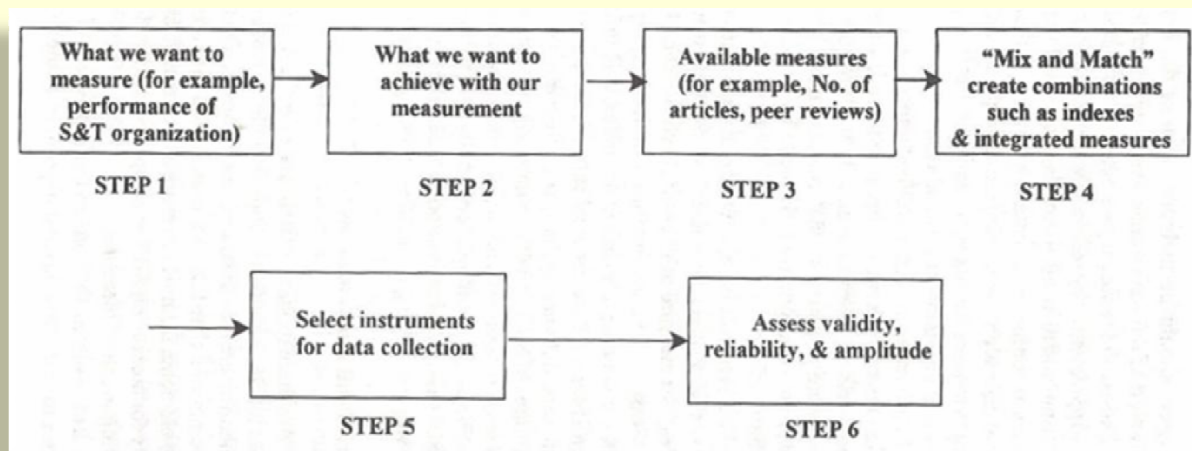 What we want to
measure (for example,
performance of
S&T organization)
STEP 1
What we want to
achieve with our
measurement
STEP 2
Available measures
(for example, No. of
articles, peer reviews)
STEP 3
“Mix and Match”
create combinations
such as indexes
& integrated measures
STEP 4
Select instruments
for data collection
STEP 5
Assess validity,
reliability, & amplitude
STEP 6